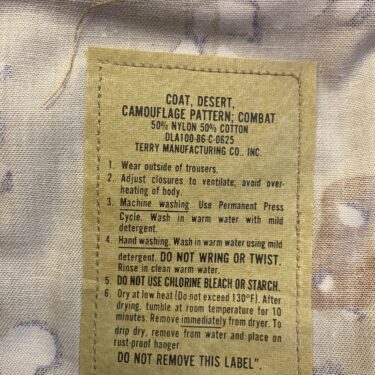 COAT, DESERT,
CAMOUFLAGE PATTERN; COMBAT
50% NYLON 50% COTTON
DLA100-86-C-0625
TERRY MANUFACTURING CO., INC.
1. Wear outside of trousers.
2. Adjust closures to ventilate; avoid over-
heating of body.
3. Machine washing. Use Permanent Press
Cycle. Wash in warm water with mild
detergent.
4. Hand washing. Wash in warm water using mild
detergent. DO NOT WRING OR TWIST.
Rinse in clean warm water.
5. DO NOT USE CHLORINE BLEACH OR STARCH.
6. Dry at low heat (Do not exceed 130°F). After
drying, tumble at room temperature for 10
minutes. Remove immediately from dryer. To
drip dry, remove from water and place on
rust-proof hanger.
DO NOT REMOVE THIS LABEL".